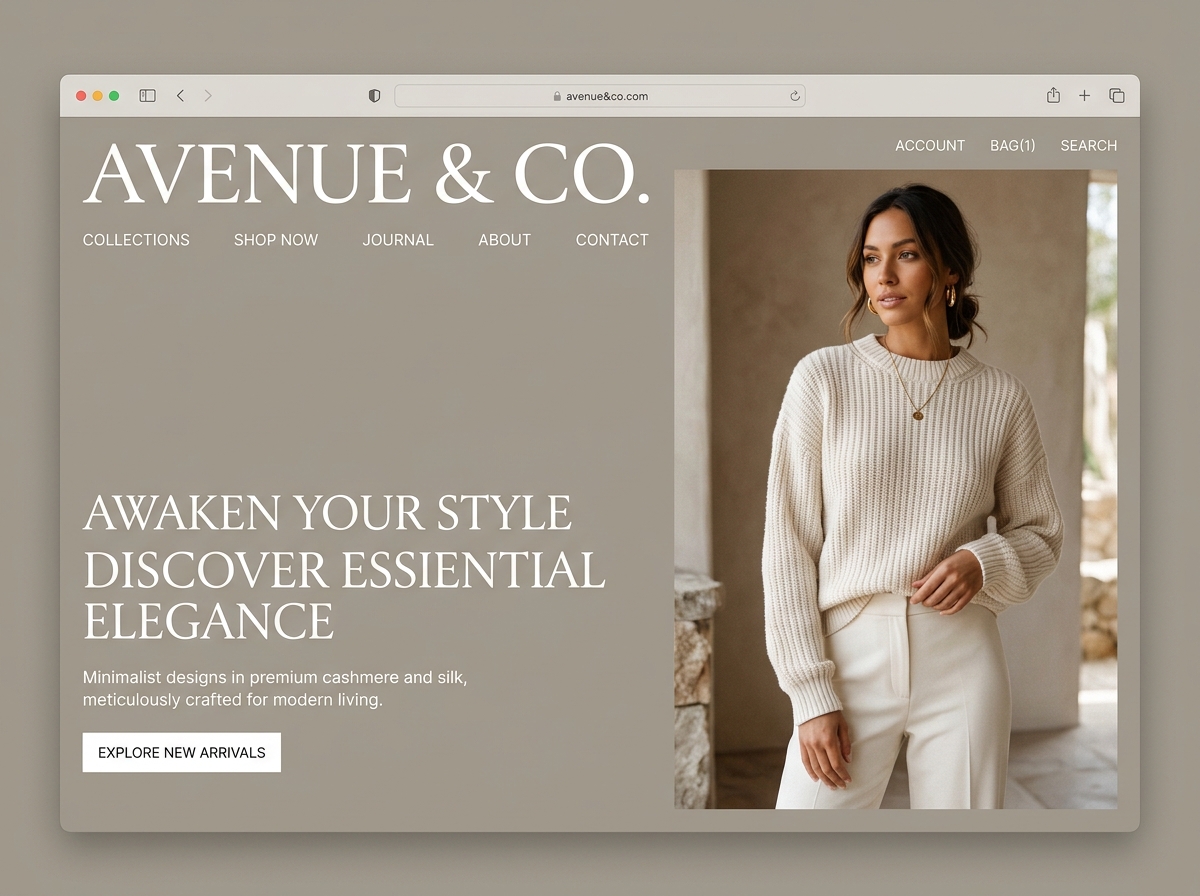 avenue&co.com
AVENUE & CO.
ACCOUNT BAG(1) SEARCH
COLLECTIONS SHOP NOW JOURNAL ABOUT CONTACT
AWAKEN YOUR STYLE
DISCOVER ESSIENTIAL
ELEGANCE
Minimalist designs in premium cashmere and silk,
meticulously crafted for modern living.
EXPLORE NEW ARRIVALS